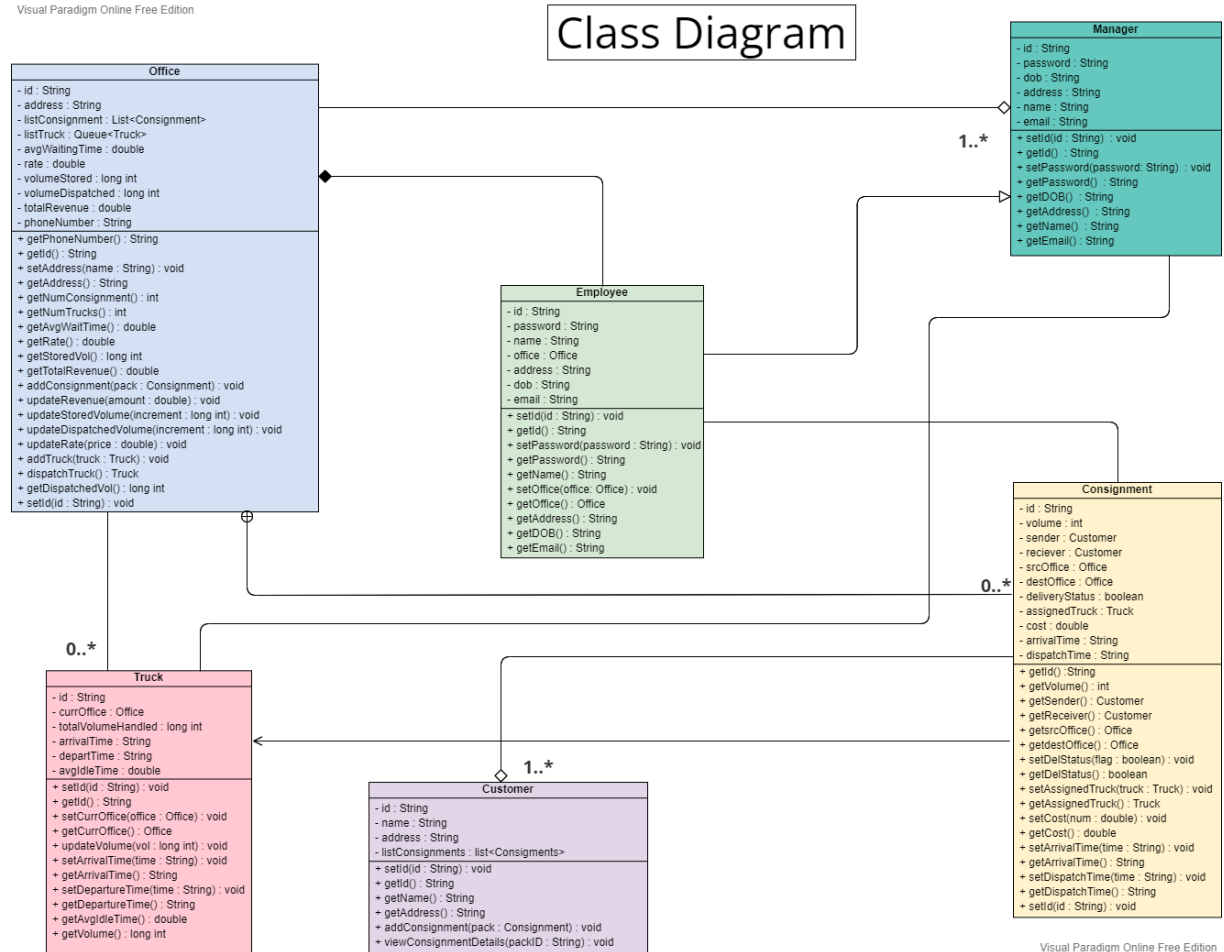 Visual Paradigm Online Free Edition
Class Diagram
Manager
- id : String
- password : String
- dob : String
- address : String
- name : String
- email : String
+ setId(id : String) : void
+ getId() : String
+ setPassword(password: String) : void
+ getPassword() : String
+ getDOB() : String
+ getAddress() : String
+ getName() : String
+ getEmail() : String
1..*
Office
- id : String
- address : String
- listConsignment : List<Consignment>
- listTruck : Queue<Truck>
- avgWaitingTime : double
- rate : double
- volumeStored : long int
- volumeDispatched : long int
- totalRevenue : double
- phoneNumber : String
+ getPhoneNumber() : String
+ getId() : String
+ setAddress(name : String) : void
+ getAddress() : String
+ getNumConsignment() : int
+ getNumTrucks() : int
+ getAvgWaitTime() : double
+ getRate() : double
+ getStoredVol() : long int
+ getTotalRevenue() : double
+ addConsignment(pack : Consignment) : void
+ updateRevenue(amount : double) : void
+ updateStoredVolume(increment : long int) : void
+ updateDispatchedVolume(increment : long int) : void
+ updateRate(price : double) : void
+ addTruck(truck : Truck) : void
+ dispatchTruck() : Truck
+ getDispatchedVol() : long int
+ setId(id : String) : void
Employee
- id : String
- password : String
- name : String
- office : Office
- address : String
- dob : String
- email : String
+ setId(id : String) : void
+ getId() : String
+ setPassword(password : String) : void
+ getPassword() : String
+ getName() : String
+ setOffice(office: Office) : void
+ getOffice() : Office
+ getAddress() : String
+ getDOB() : String
+ getEmail() : String
Consignment
- id : String
- volume : int
- sender : Customer
- reciever : Customer
- srcOffice : Office
- destOffice : Office
- deliveryStatus : boolean
- assignedTruck : Truck
- cost : double
- arrivalTime : String
- dispatchTime : String
+ getId() :String
+ getVolume() : int
+ getSender() : Customer
+ getReceiver() : Customer
+ getsrcOffice() : Office
+ getdestOffice() : Office
+ setDelStatus(flag : boolean) : void
+ getDelStatus() : boolean
+ setAssignedTruck(truck : Truck) : void
+ getAssignedTruck() : Truck
+ setCost(num : double) : void
+ getCost() : double
+ setArrivalTime(time : String) : void
+ getArrivalTime() : String
+ setDispatchTime(time : String) : void
+ getDispatchTime() : String
+ setId(id : String) : void
0..*
0..*
Truck
- id : String
- currOffice : Office
- totalVolumeHandled : long int
- arrivalTime : String
- departTime : String
- avgIdleTime : double
+ setId(id : String) : void
+ getId() : String
+ setCurrOffice(office : Office) : void
+ getCurrOffice() : Office
+ updateVolume(vol : long int) : void
+ setArrivalTime(time : String) : void
+ getArrivalTime() : String
+ setDepartureTime(time : String) : void
+ getDepartureTime() : String
+ getAvgIdleTime() : double
+ getVolume() : long int
1..*
Customer
- id : String
- name : String
- address : String
- listConsignments : list<Consigments>
+ setId(id : String) : void
+ getId() : String
+ getName() : String
+ getAddress() : String
+ addConsignment(pack : Consignment) : void
+ viewConsignmentDetails(packID : String) : void
Visual Paradigm Online Free Edition